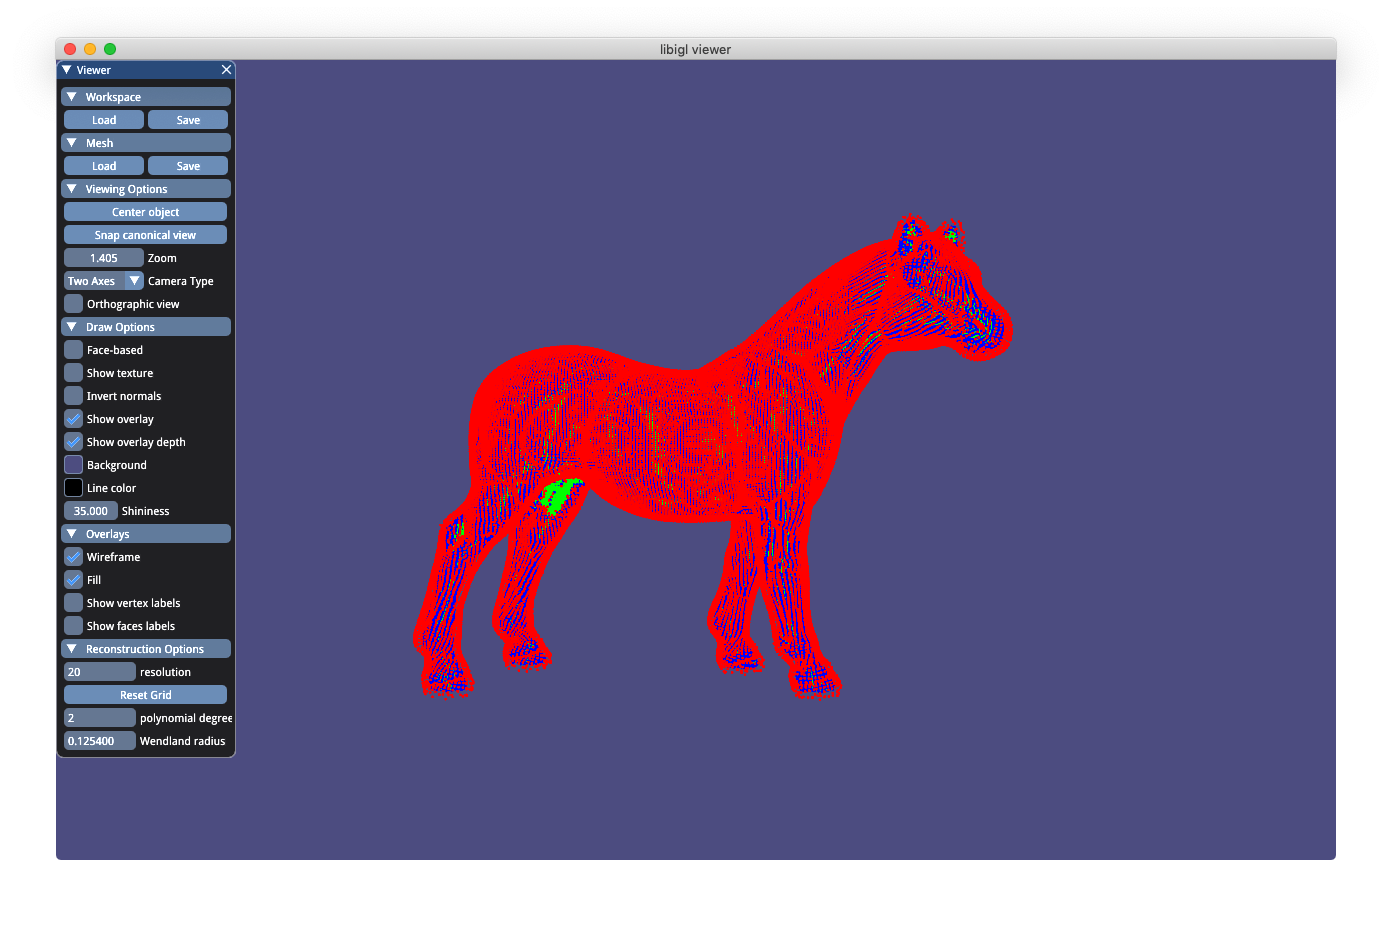 libigl viewer
Viewer
Workspace
Load Save
Mesh
Load Save
Viewing Options
Center object
Snap canonical view
1.405 Zoom
Two Axes Camera Type
Orthographic view
Draw Options
Face-based
Show texture
Invert normals
Show overlay
Show overlay depth
Background
Line color
35.000 Shininess
Overlays
Wireframe
Fill
Show vertex labels
Show faces labels
Reconstruction Options
20 resolution
Reset Grid
2 polynomial degree
0.125400 Wendland radius